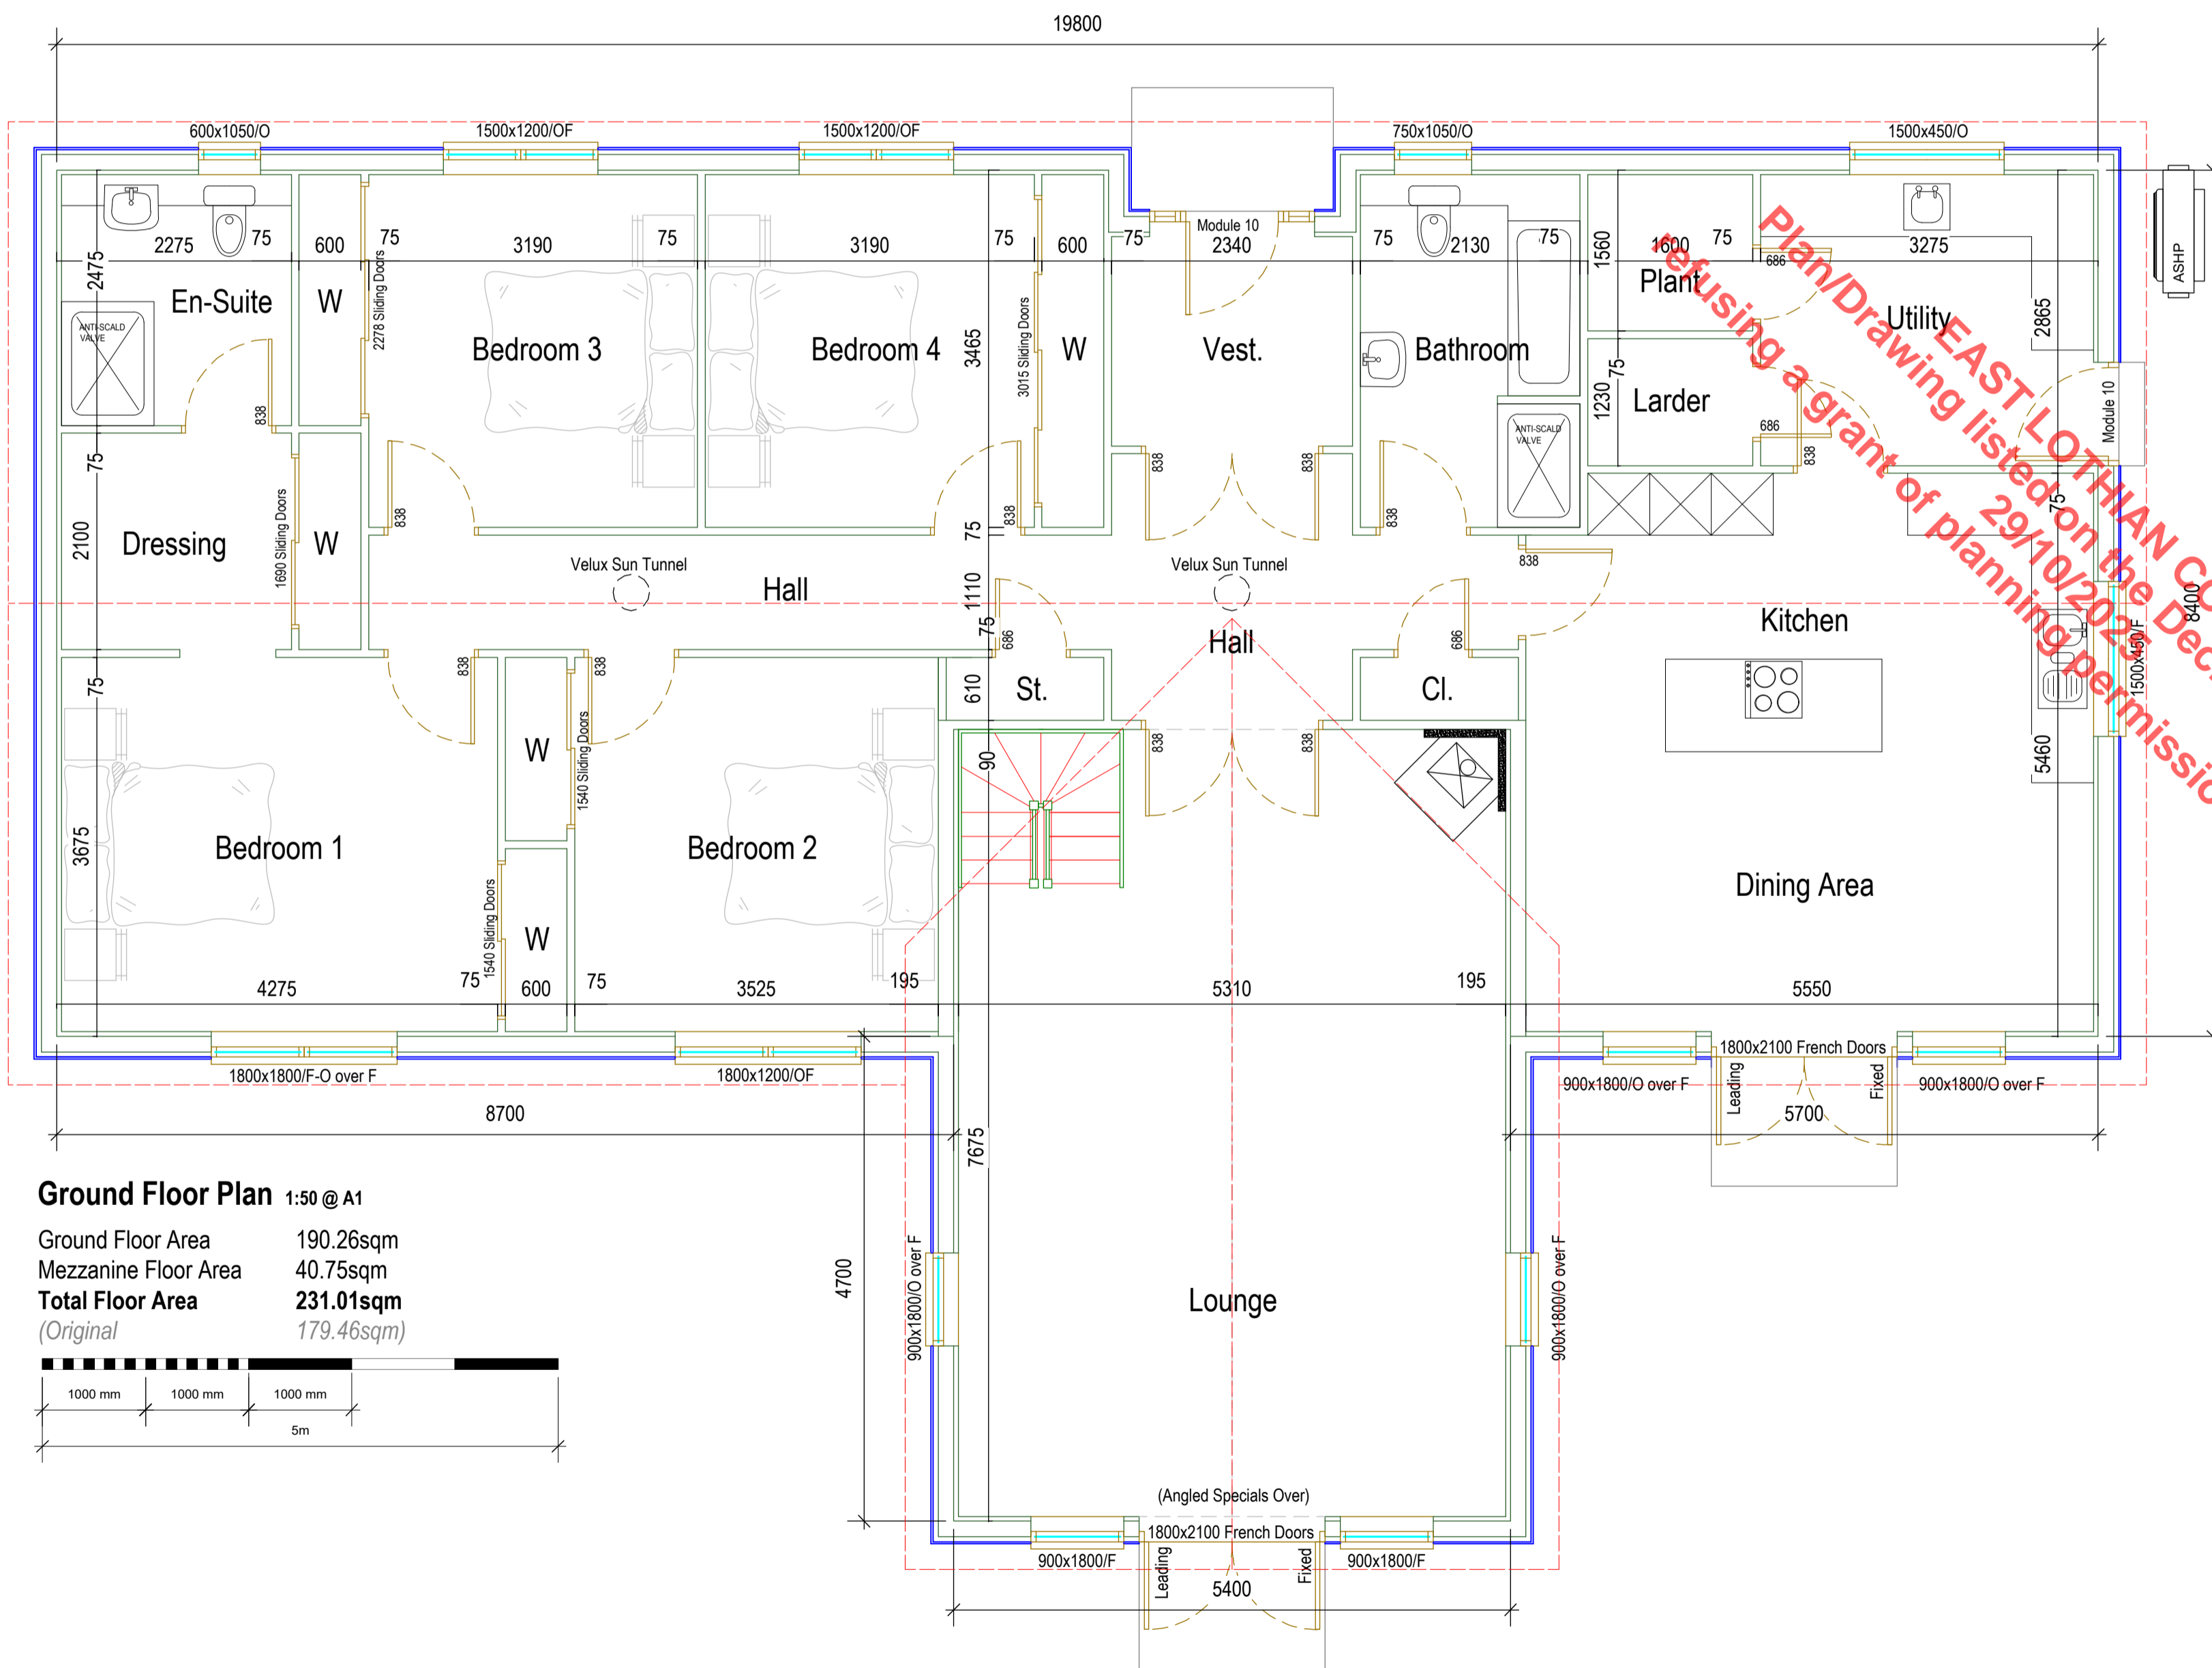 19800
600x1050/O
1500x1200/OF
1500x1200/OF
750x1050/O
1500x450/O
Module 10
2275
75
600
75
3190
75
3190
75
600
75
2340
75
2130
75
1600
75
3275
2475
En-Suite
W
2278 Sliding Doors
1560
Plant
686
ASHP
ANTI-SCALD
VALVE
Bedroom 3
Bedroom 4
3465
3015 Sliding Doors
W
Vest.
Bathroom
Utility
2865
838
75
1230
Larder
686
838
Module 10
ANTI-SCALD
VALVE
75
838
838
838
838
838
75
75
2100
Dressing
1690 Sliding Doors
W
Velux Sun Tunnel
Hall
1110
75
Velux Sun Tunnel
Hall
838
Kitchen
8400
1500x450/F
686
686
838
838
75
610
St.
Cl.
W
1540 Sliding Doors
90
838
838
5460
3675
Bedroom 1
Bedroom 2
Dining Area
1540 Sliding Doors
W
4275
75
600
75
3525
195
5310
195
5550
1800x1800/F-O over F
1800x1200/OF
900x1800/O over F
1800x2100 French Doors
900x1800/O over F
Leading
Fixed
8700
5700
7675
4700
900x1800/O over F
Lounge
900x1800/O over F
(Angled Specials Over)
1800x2100 French Doors
900x1800/F
900x1800/F
Leading
Fixed
5400
Ground Floor Plan 1:50 @ A1
Ground Floor Area 190.26sqm
Mezzanine Floor Area 40.75sqm
Total Floor Area 231.01sqm
(Original 179.46sqm)
1000 mm 1000 mm 1000 mm
5m
EAST LOTHIAN
Plan/Drawing listed on the
29/10/2025
refusing a grant of planning